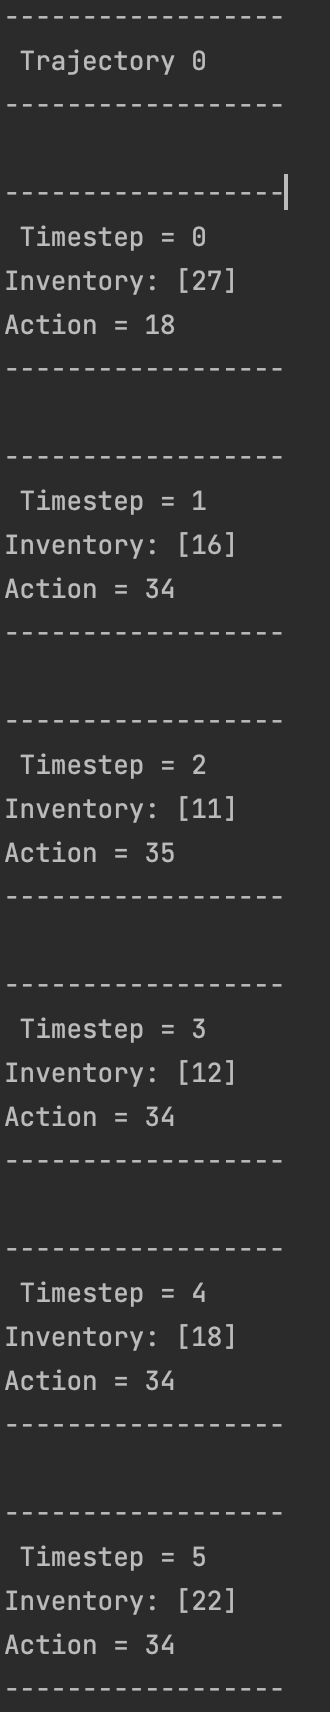 ------------------
 Trajectory 0
------------------
------------------
 Timestep = 0
Inventory: [27]
Action = 18
------------------
------------------
 Timestep = 1
Inventory: [16]
Action = 34
------------------
------------------
 Timestep = 2
Inventory: [11]
Action = 35
------------------
------------------
 Timestep = 3
Inventory: [12]
Action = 34
------------------
------------------
 Timestep = 4
Inventory: [18]
Action = 34
------------------
------------------
 Timestep = 5
Inventory: [22]
Action = 34
------------------